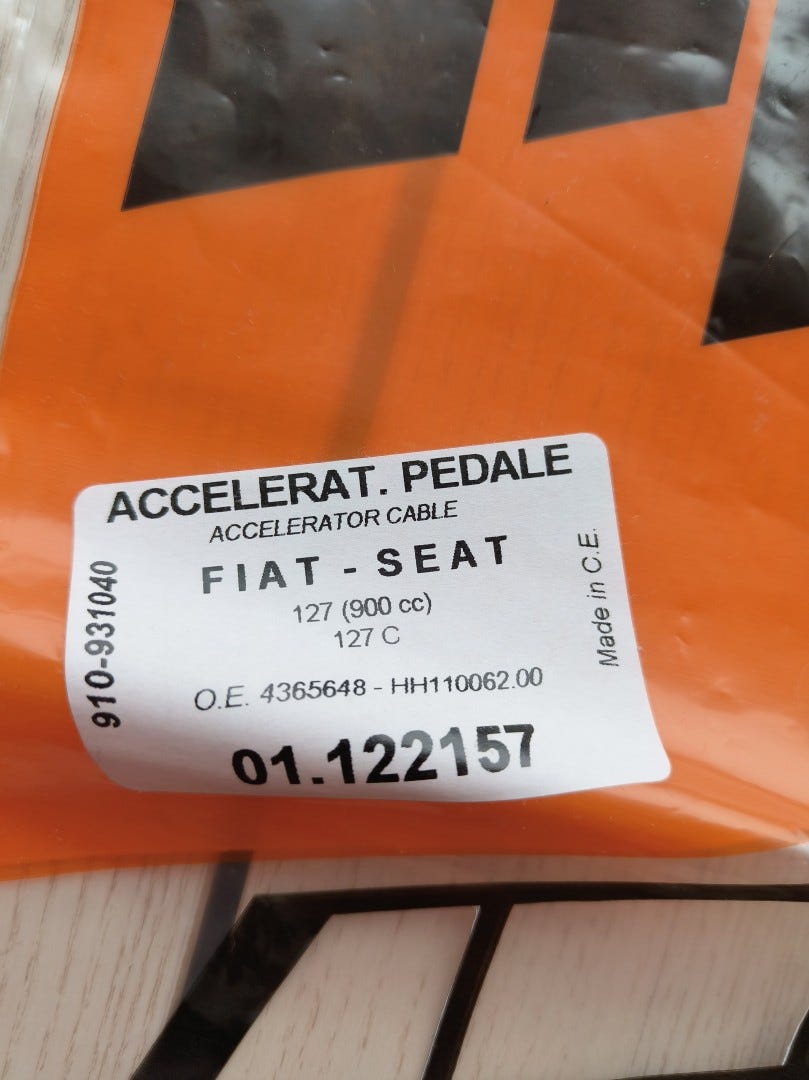 ACCELERAT. PEDALE
ACCELERATOR CABLE
FIAT - SEAT
127 (900 cc)
127 C
O.E. 4365648 - HH110062.00
01.122157
910-931040
Made in C.E.